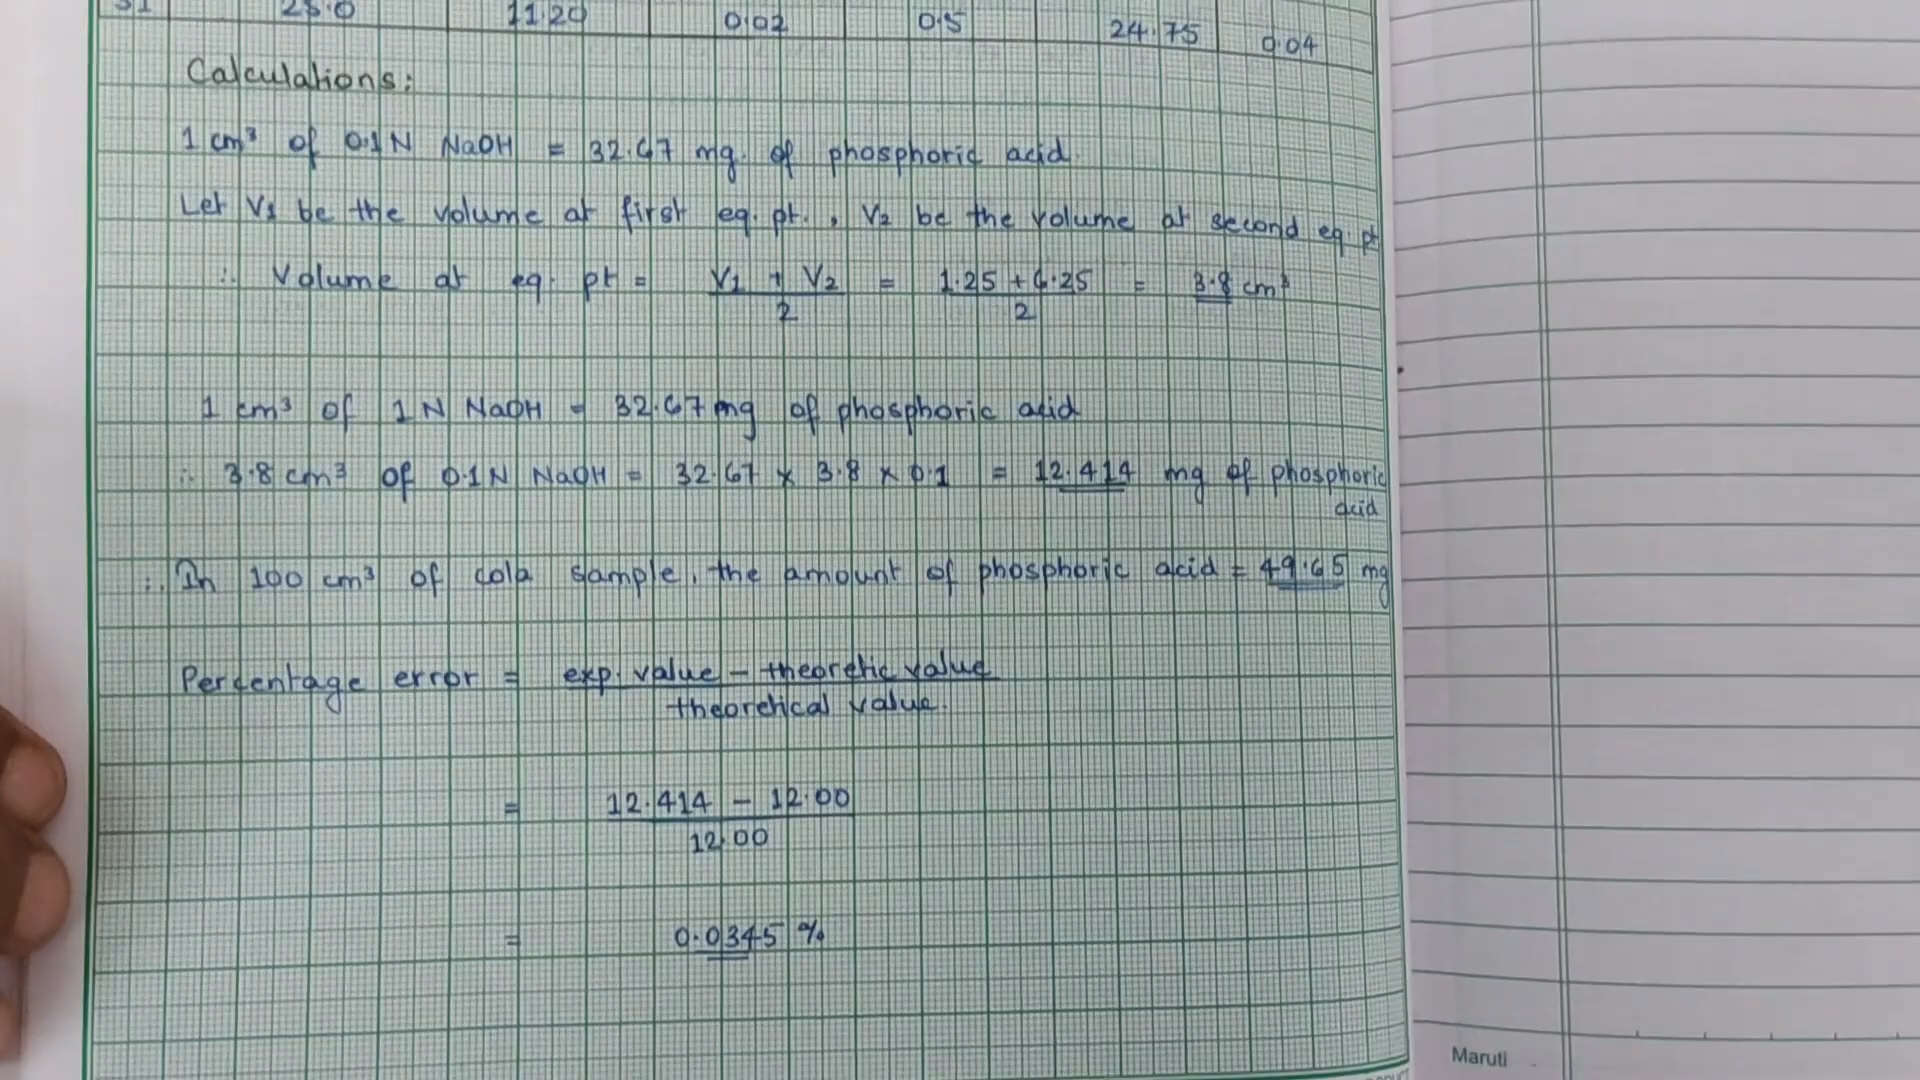 25.0 11.20 0.02 0.5 24.75 0.04
Calculations:
1 cm³ of 0.1N NaOH = 32.67 mg. of phosphoric acid.
Let V₁ be the volume at first eq. pt., V₂ be the volume at second eq. pt
∴ Volume at eq. pt = V₁ + V₂ / 2 = 1.25 + 6.25 / 2 = 3.8 cm³
1 cm³ of 1N NaOH = 32.67 mg of phosphoric acid
∴ 3.8 cm³ of 0.1N NaOH = 32.67 × 3.8 × 0.1 = 12.414 mg of phosphoric
acid
∴ In 100 cm³ of cola sample, the amount of phosphoric acid = 49.65 mg
Percentage error = exp. value - theoretic value
theoretical value.
= 12.414 - 12.00
12.00
= 0.0345 %
Maruti